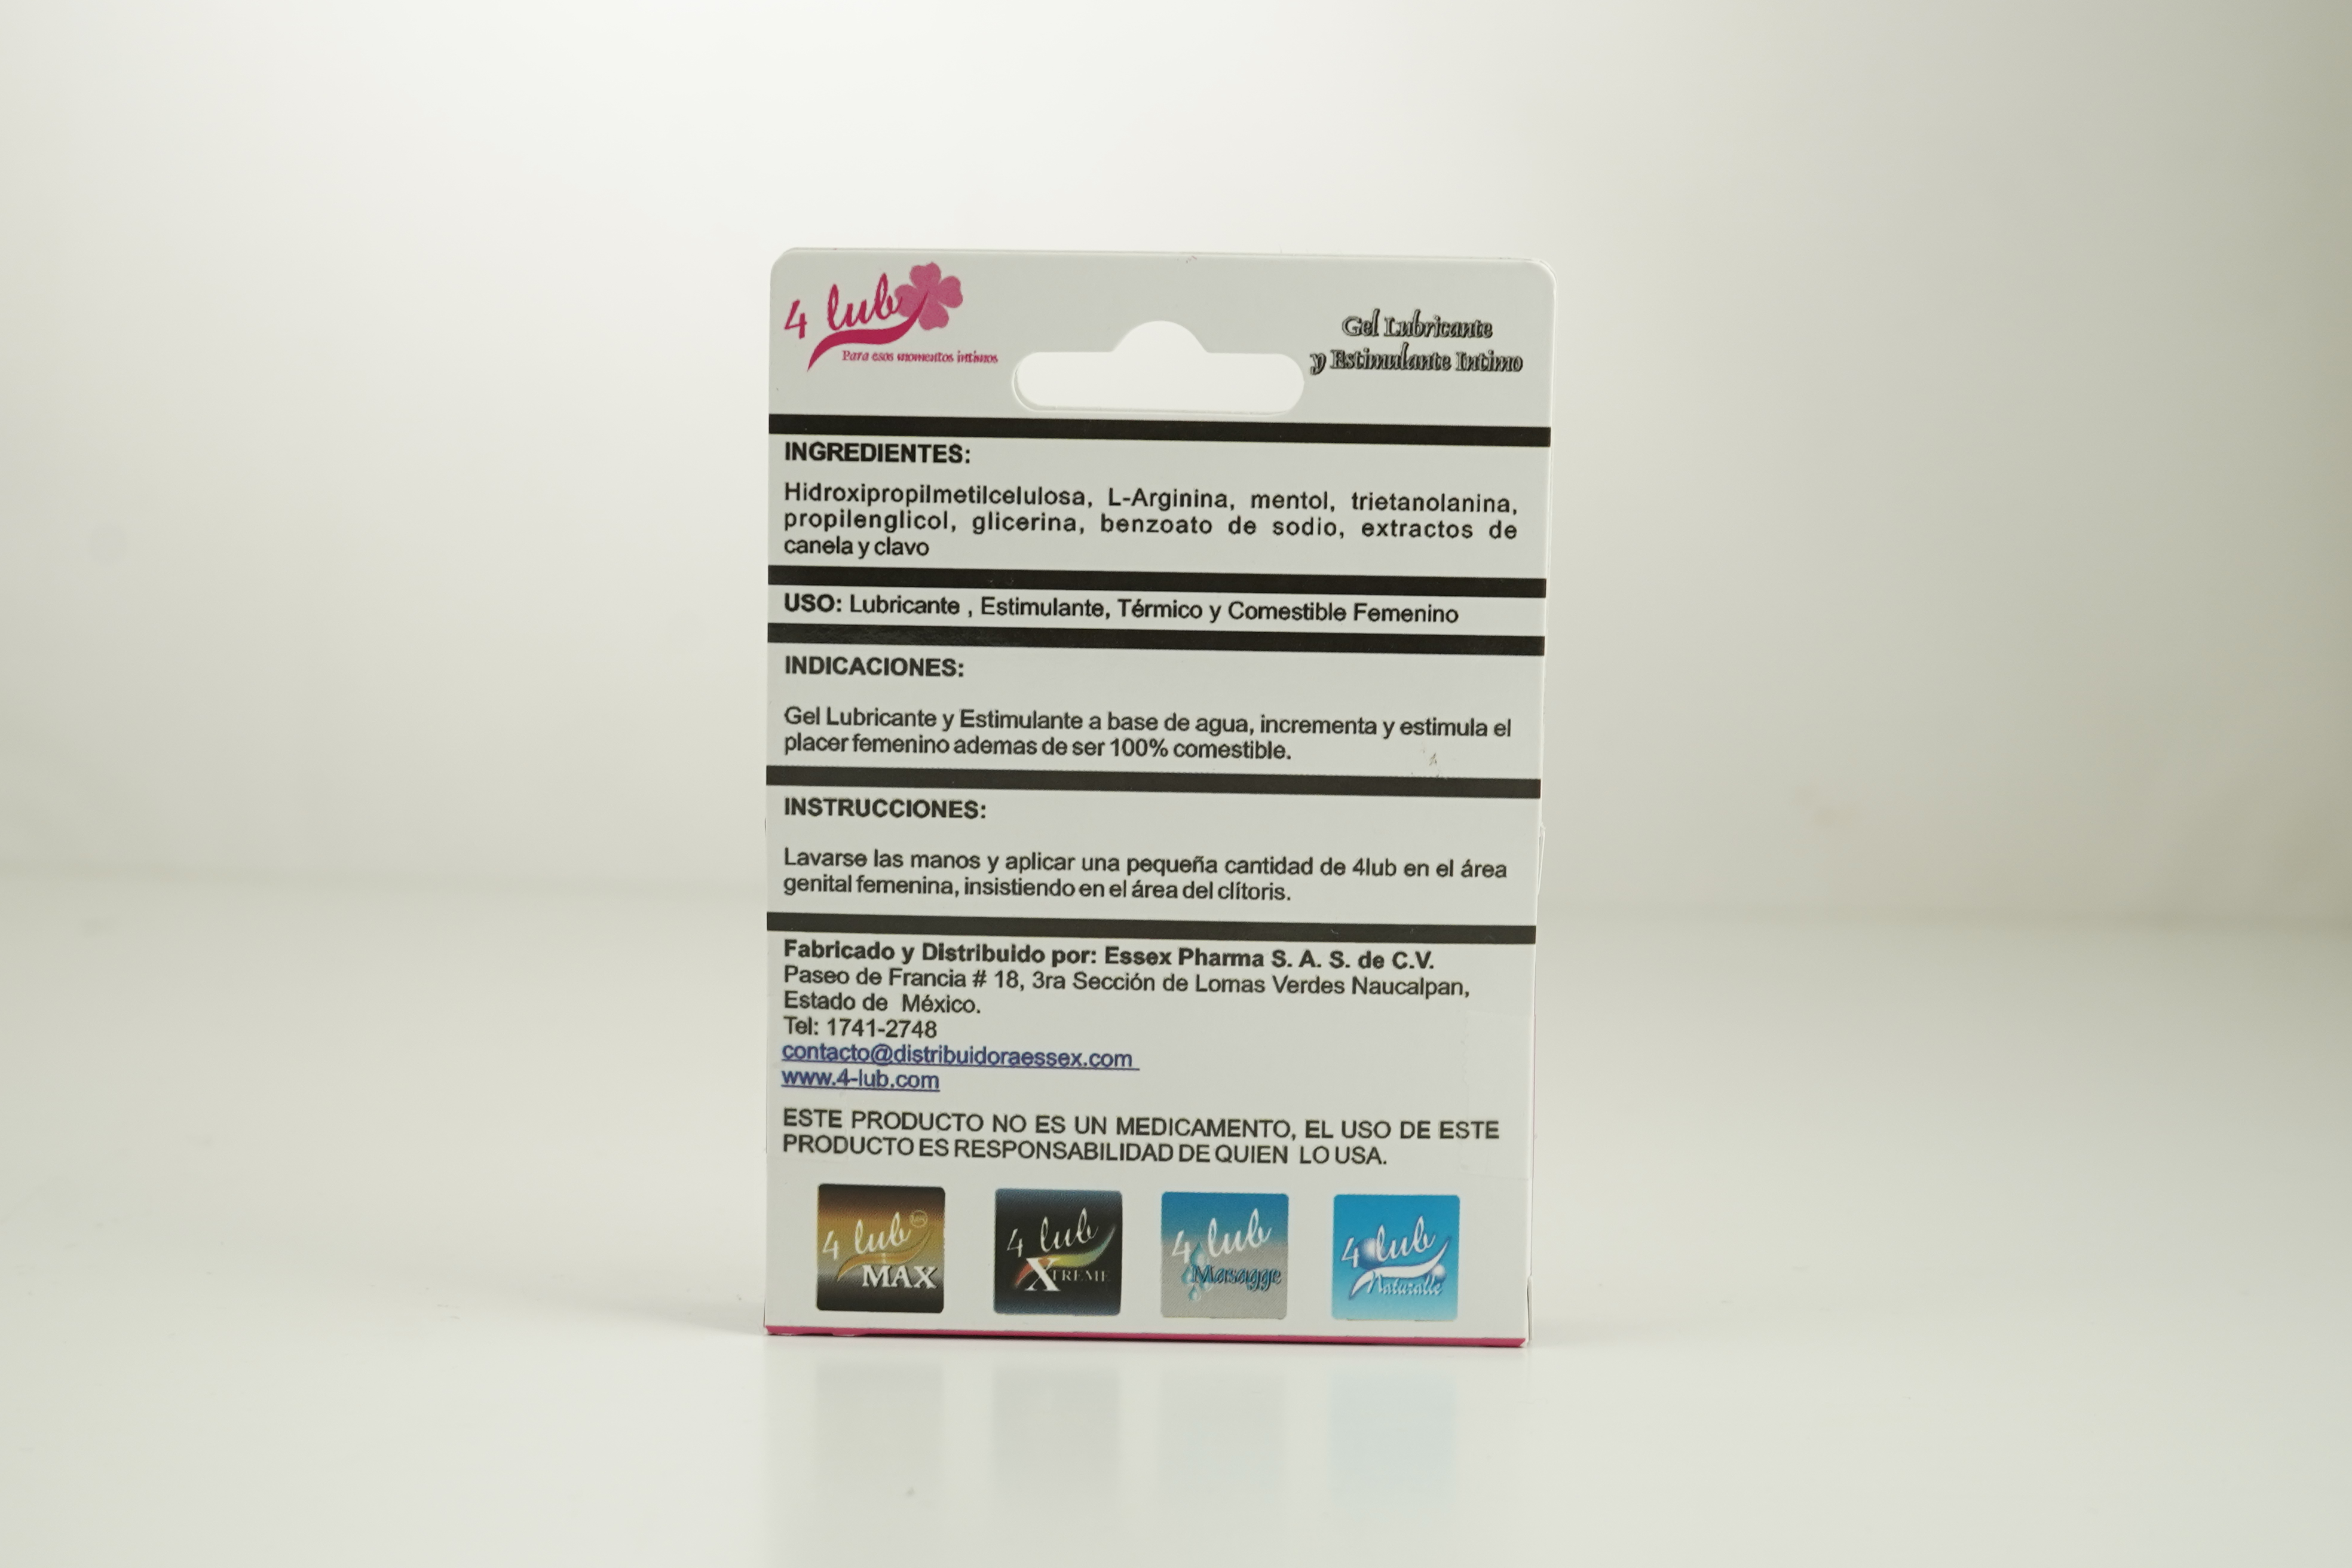 4 lub
Para esos momentos íntimos
Gel Lubricante
y Estimulante Intimo
INGREDIENTES:
Hidroxipropilmetilcelulosa, L-Arginina, mentol, trietanolanina,
propilenglicol, glicerina, benzoato de sodio, extractos de
canela y clavo
USO: Lubricante , Estimulante, Térmico y Comestible Femenino
INDICACIONES:
Gel Lubricante y Estimulante a base de agua, incrementa y estimula el
placer femenino ademas de ser 100% comestible.
INSTRUCCIONES:
Lavarse las manos y aplicar una pequeña cantidad de 4lub en el área
genital femenina, insistiendo en el área del clítoris.
Fabricado y Distribuido por: Essex Pharma S. A. S. de C.V.
Paseo de Francia # 18, 3ra Sección de Lomas Verdes Naucalpan,
Estado de México.
Tel: 1741-2748
contacto@distribuidoraessex.com
www.4-lub.com
ESTE PRODUCTO NO ES UN MEDICAMENTO, EL USO DE ESTE
PRODUCTO ES RESPONSABILIDAD DE QUIEN LO USA.
4 lub
MAX
4 lub
XTREME
4 lub
Masagge
4 lub
Naturalle